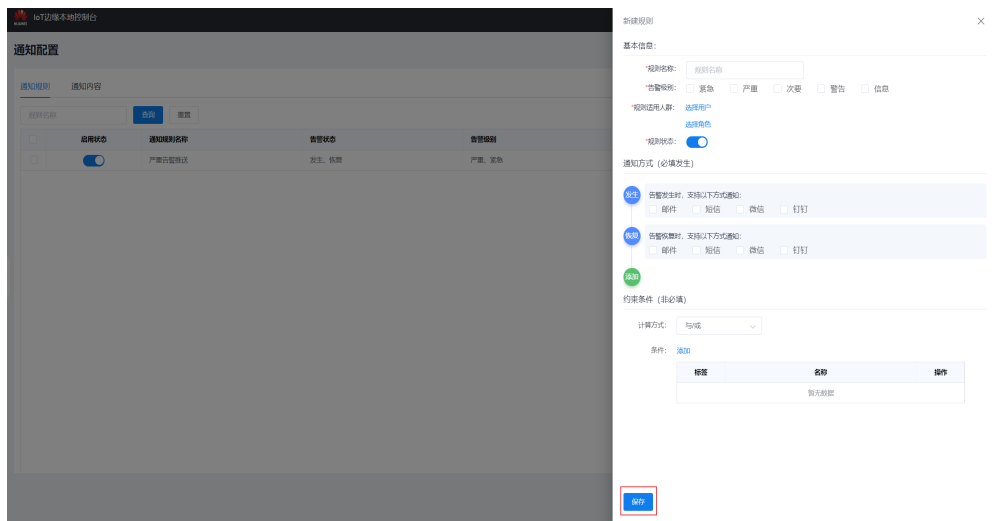 HUAWEI IoT边缘本地控制台
通知配置
通知规则 通知内容
规则名称 查询 重置
启用状态 通知规则名称 告警状态 告警级别
严重告警推送 发生、恢复 严重、紧急
新建规则
基本信息:
*规则名称: 规则名称
*告警级别: 紧急 严重 次要 警告 信息
*规则适用人群: 选择用户
选择角色
*规则状态:
通知方式 (必填发生)
发生 告警发生时, 支持以下方式通知:
邮件 短信 微信 钉钉
恢复 告警恢复时, 支持以下方式通知:
邮件 短信 微信 钉钉
添加
约束条件 (非必填)
计算方式: 与/或
条件: 添加
标签 名称 操作
暂无数据
保存